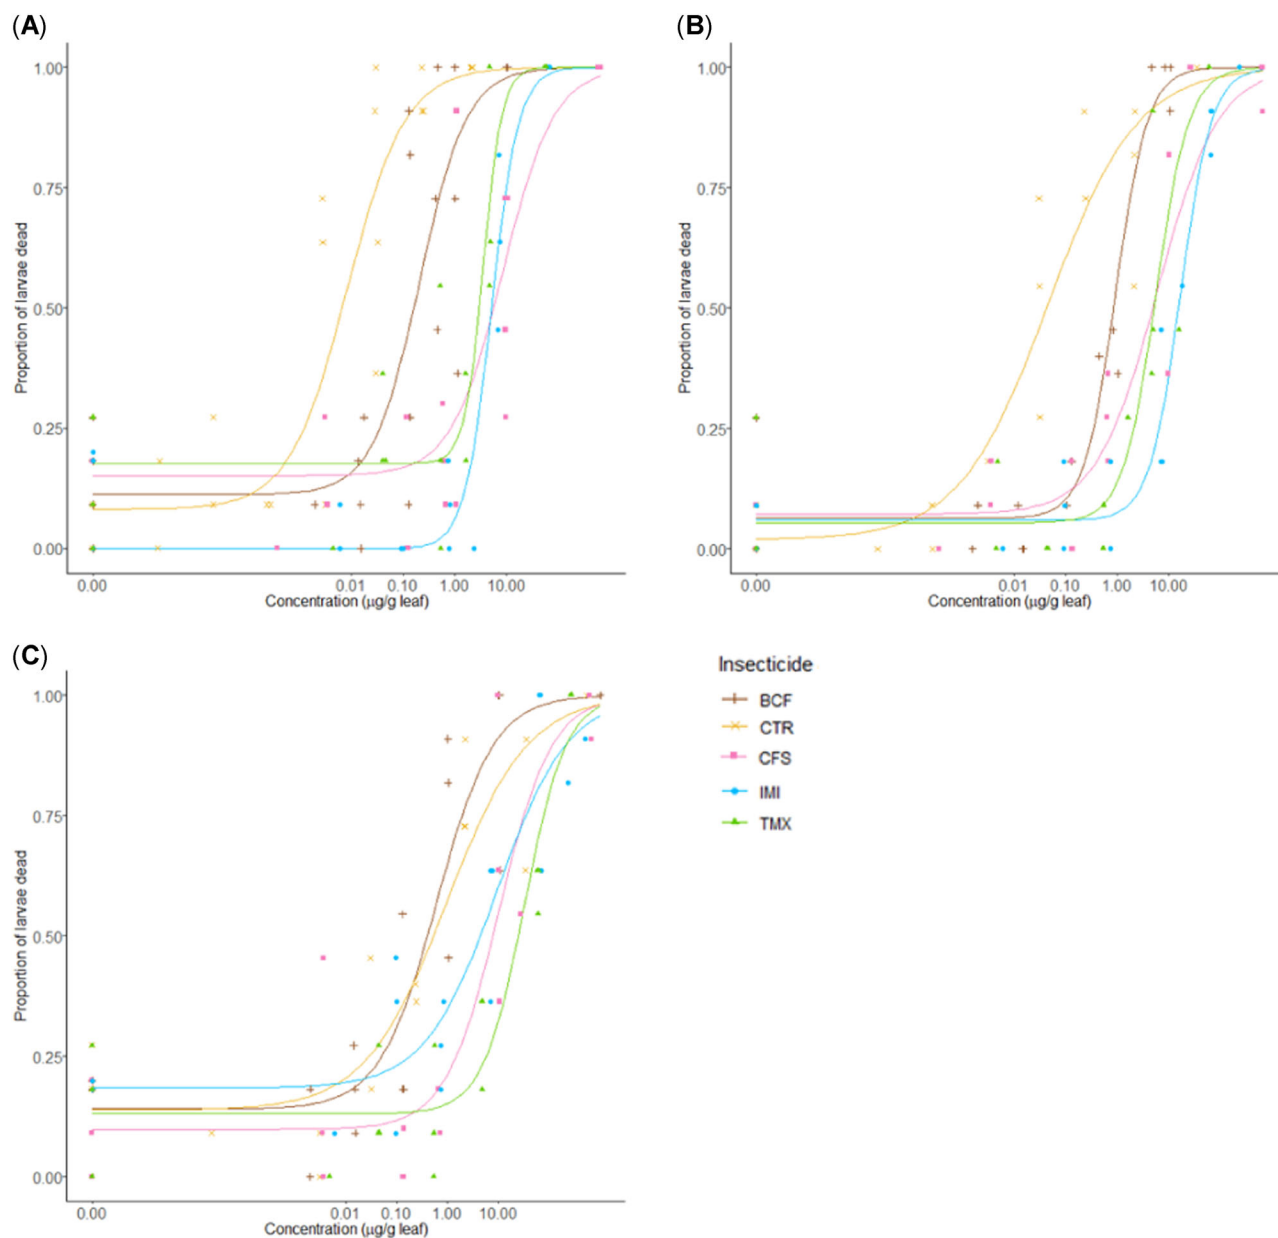 (A)
1.00
0.75
0.50
0.25
0.00
Proportion of larvae dead
0.00 0.01 0.10 1.00 10.00
Concentration (µg/g leaf)
(B)
1.00
0.75
0.50
0.25
0.00
Proportion of larvae dead
0.00 0.01 0.10 1.00 10.00
Concentration (µg/g leaf)
(C)
1.00
0.75
0.50
0.25
0.00
Proportion of larvae dead
0.00 0.01 0.10 1.00 10.00
Concentration (µg/g leaf)
Insecticide
BCF
CTR
CFS
IMI
TMX